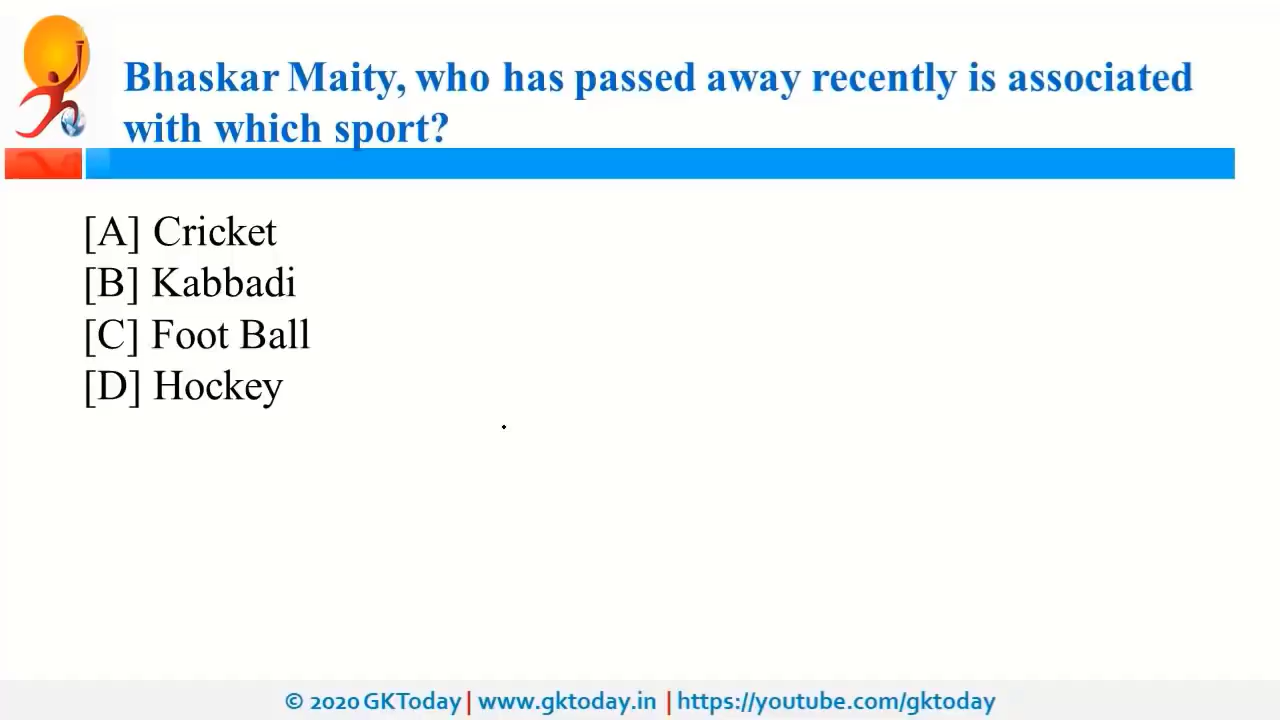 Bhaskar Maity, who has passed away recently is associated
with which sport?
[A] Cricket
[B] Kabbadi
[C] Foot Ball
[D] Hockey
© 2020 GKToday | www.gktoday.in | https://youtube.com/gktoday